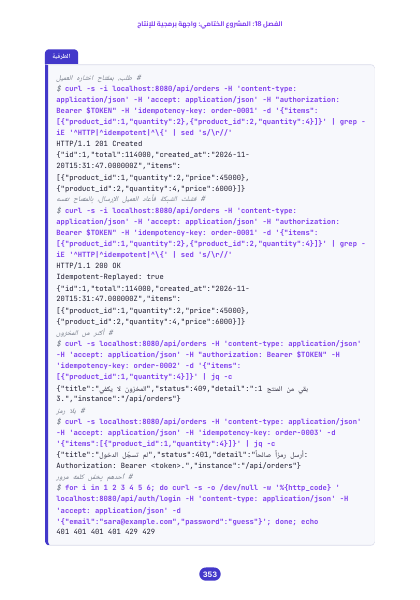 الفصل 18: المشروع الختامي: واجهة برمجية للإنتاج
الطرفية
# طلب، بمفتاح اختاره العميل
$ curl -s -i localhost:8080/api/orders -H 'content-type:
application/json' -H 'accept: application/json' -H "authorization:
Bearer $TOKEN" -H 'idempotency-key: order-0001' -d '{"items":
[{"product_id":1,"quantity":2},{"product_id":2,"quantity":4}]}' | grep -
iE '^HTTP|^idempotent|^\{' | sed 's/\r//'
HTTP/1.1 201 Created
{"id":1,"total":114000,"created_at":"2026-11-
20T15:31:47.000000Z","items":
[{"product_id":1,"quantity":2,"price":45000},
{"product_id":2,"quantity":4,"price":6000}]}
# فشلت الشبكة فأعاد العميل الإرسال، بالمفتاح نفسه
$ curl -s -i localhost:8080/api/orders -H 'content-type:
application/json' -H 'accept: application/json' -H "authorization:
Bearer $TOKEN" -H 'idempotency-key: order-0001' -d '{"items":
[{"product_id":1,"quantity":2},{"product_id":2,"quantity":4}]}' | grep -
iE '^HTTP|^idempotent|^\{' | sed 's/\r//'
HTTP/1.1 200 OK
Idempotent-Replayed: true
{"id":1,"total":114000,"created_at":"2026-11-
20T15:31:47.000000Z","items":
[{"product_id":1,"quantity":2,"price":45000},
{"product_id":2,"quantity":4,"price":6000}]}
# أكثر من المخزون
$ curl -s localhost:8080/api/orders -H 'content-type: application/json'
-H 'accept: application/json' -H "authorization: Bearer $TOKEN" -H
'idempotency-key: order-0002' -d '{"items":
[{"product_id":1,"quantity":4}]}' | jq -c
{"title":"المخزون لا يكفي","status":409,"detail":"بقي من المنتج 1:
3.","instance":"/api/orders"}
# بلا رمز
$ curl -s localhost:8080/api/orders -H 'content-type: application/json'
-H 'accept: application/json' -H 'idempotency-key: order-0003' -d
'{"items":[{"product_id":1,"quantity":4}]}' | jq -c
{"title":"لم تسجّل الدخول","status":401,"detail":"أرسل رمزاً صالحاً:
Authorization: Bearer <token>.","instance":"/api/orders"}
# أحدهم يخمّن كلمة مرور
$ for i in 1 2 3 4 5 6; do curl -s -o /dev/null -w '%{http_code} '
localhost:8080/api/auth/login -H 'content-type: application/json' -H
'accept: application/json' -d
'{"email":"sara@example.com","password":"guess"}'; done; echo
401 401 401 401 429 429
353